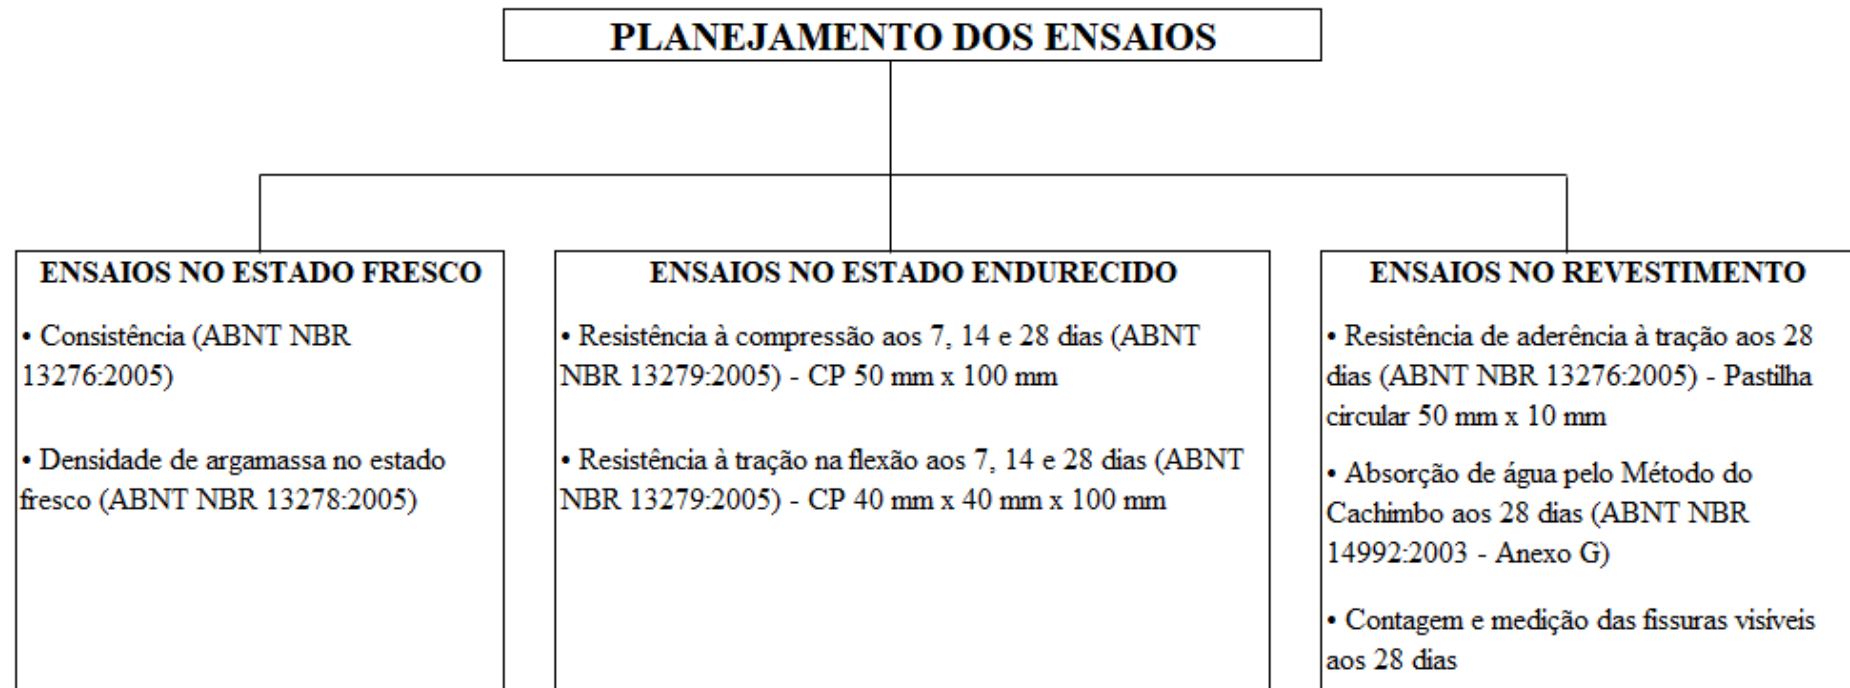 PLANEJAMENTO DOS ENSAIOS
ENSAIOS NO ESTADO FRESCO
• Consistência (ABNT NBR
13276:2005)
• Densidade de argamassa no estado
fresco (ABNT NBR 13278:2005)
ENSAIOS NO ESTADO ENDURECIDO
• Resistência à compressão aos 7, 14 e 28 dias (ABNT
NBR 13279:2005) - CP 50 mm x 100 mm
• Resistência à tração na flexão aos 7, 14 e 28 dias (ABNT
NBR 13279:2005) - CP 40 mm x 40 mm x 100 mm
ENSAIOS NO REVESTIMENTO
• Resistência de aderência à tração aos 28
dias (ABNT NBR 13276:2005) - Pastilha
circular 50 mm x 10 mm
• Absorção de água pelo Método do
Cachimbo aos 28 dias (ABNT NBR
14992:2003 - Anexo G)
• Contagem e medição das fissuras visíveis
aos 28 dias